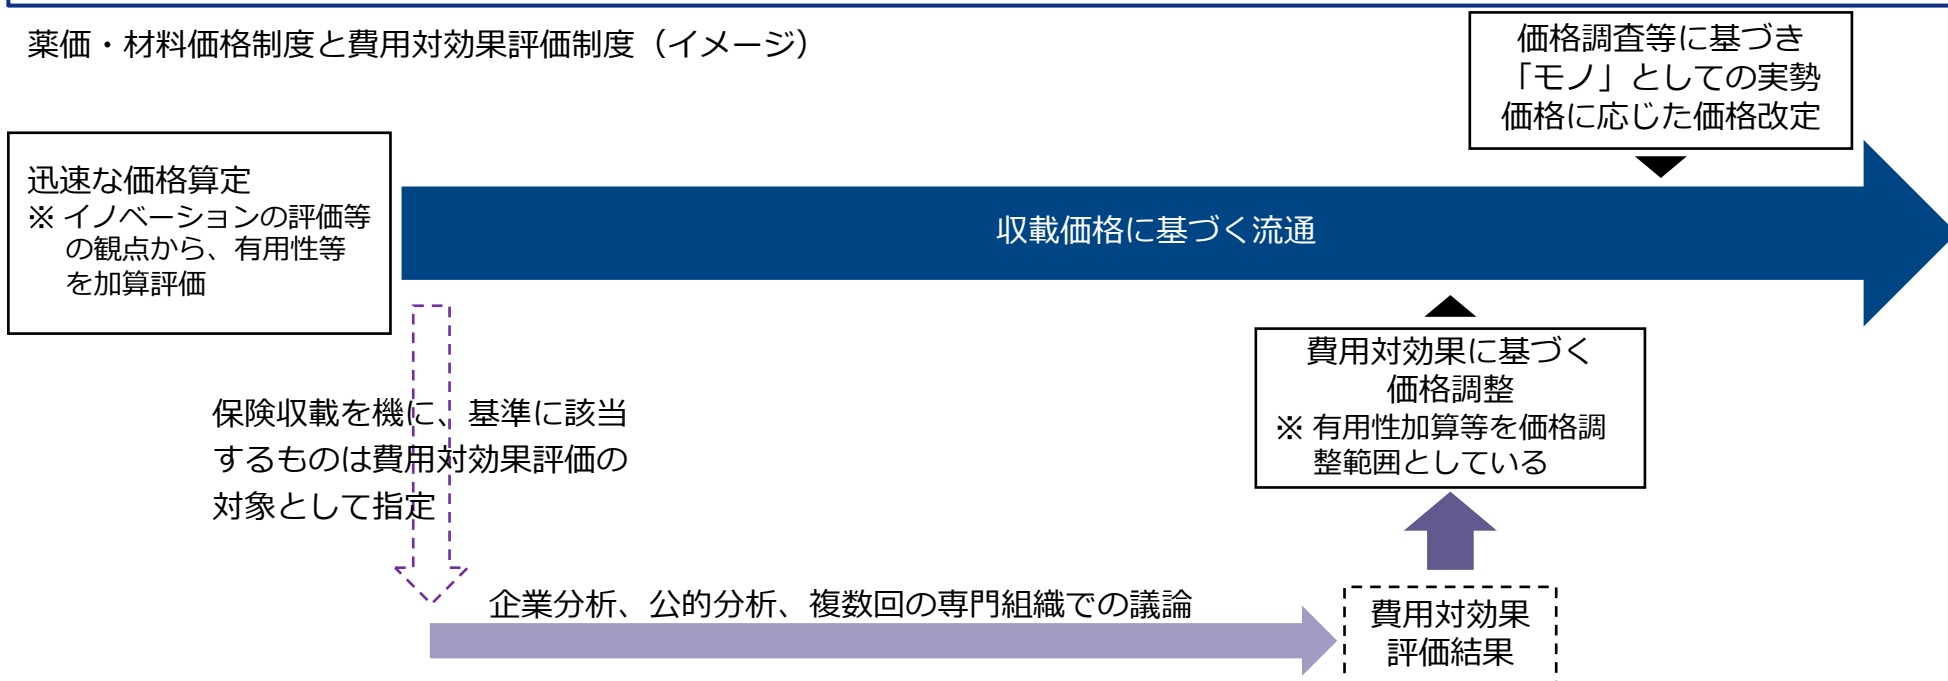 薬価・材料価格制度と費用対効果評価制度（イメージ）
価格調査等に基づき
「モノ」としての実勢
価格に応じた価格改定
迅速な価格算定
※ イノベーションの評価等
の観点から、有用性等
を加算評価
収載価格に基づく流通
費用対効果に基づく
価格調整
※ 有用性加算等を価格調
整範囲としている
保険収載を機に、基準に該当
するものは費用対効果評価の
対象として指定
企業分析、公的分析、複数回の専門組織での議論
費用対効果
評価結果